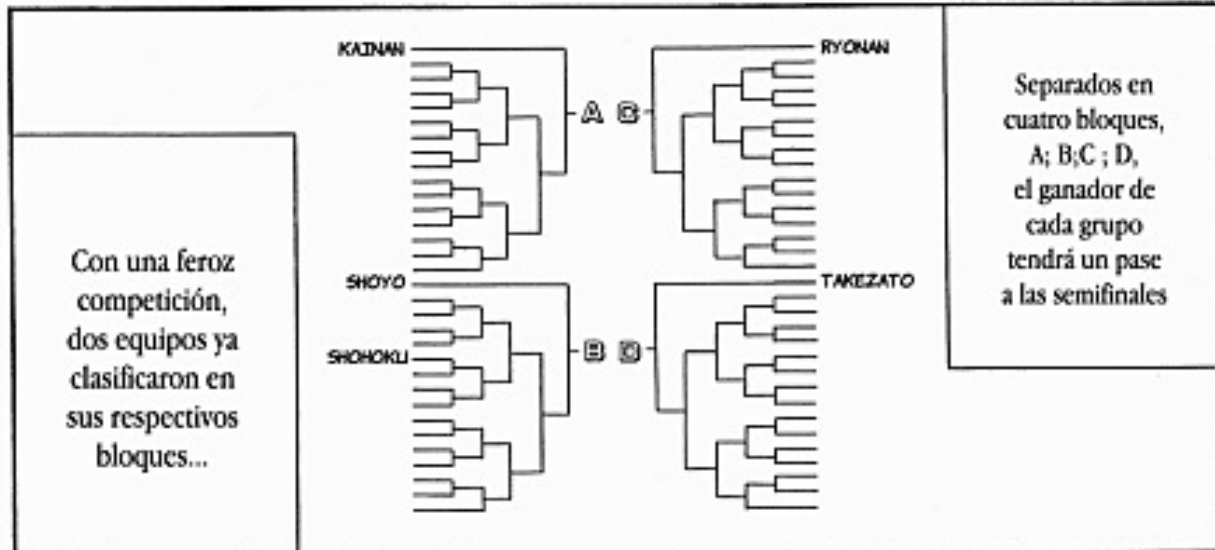 KAINAN
SHOYO
SHOHOKU
A
B
C
D
RYONAN
TAKEZATO
Separados en
cuatro bloques,
A; B;C ; D,
el ganador de
cada grupo
tendrá un pase
a las semifinales
Con una feroz
competición,
dos equipos ya
clasificaron en
sus respectivos
bloques...